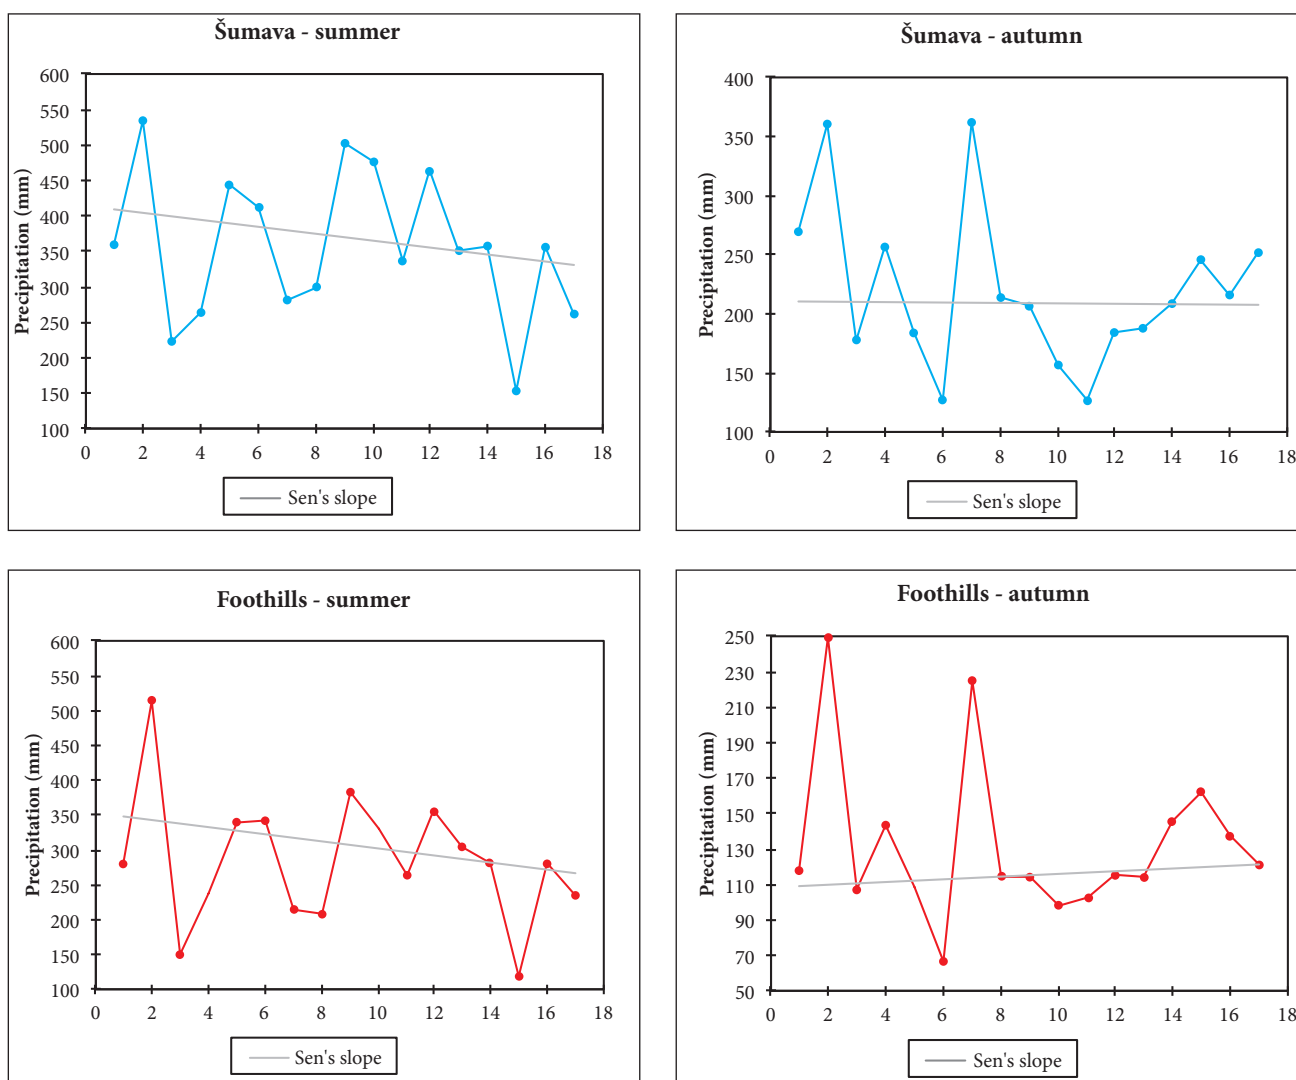 Šumava - summer
600
550
500
450
400
350
300
250
200
150
100
Precipitation (mm)
0 2 4 6 8 10 12 14 16 18
Sen's slope
Šumava - autumn
400
350
300
250
200
150
100
Precipitation (mm)
0 2 4 6 8 10 12 14 16 18
Sen's slope
Foothills - summer
600
550
500
450
400
350
300
250
200
150
100
Precipitation (mm)
0 2 4 6 8 10 12 14 16 18
Sen's slope
Foothills - autumn
250
230
210
190
170
150
130
110
90
70
50
Precipitation (mm)
0 2 4 6 8 10 12 14 16 18
Sen's slope